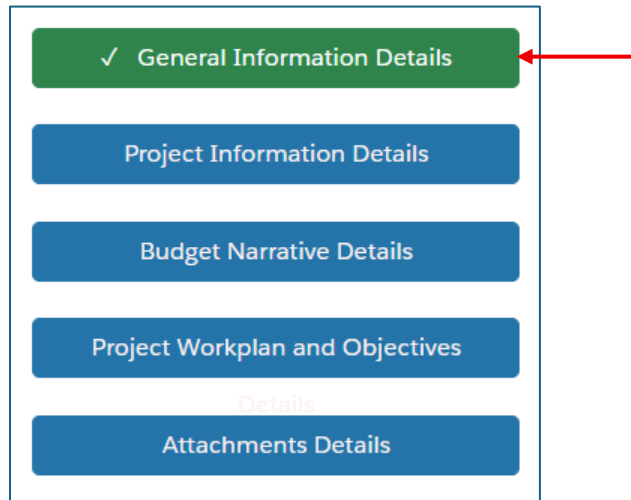 ✓ General Information Details
Project Information Details
Budget Narrative Details
Project Workplan and Objectives
Details
Attachments Details